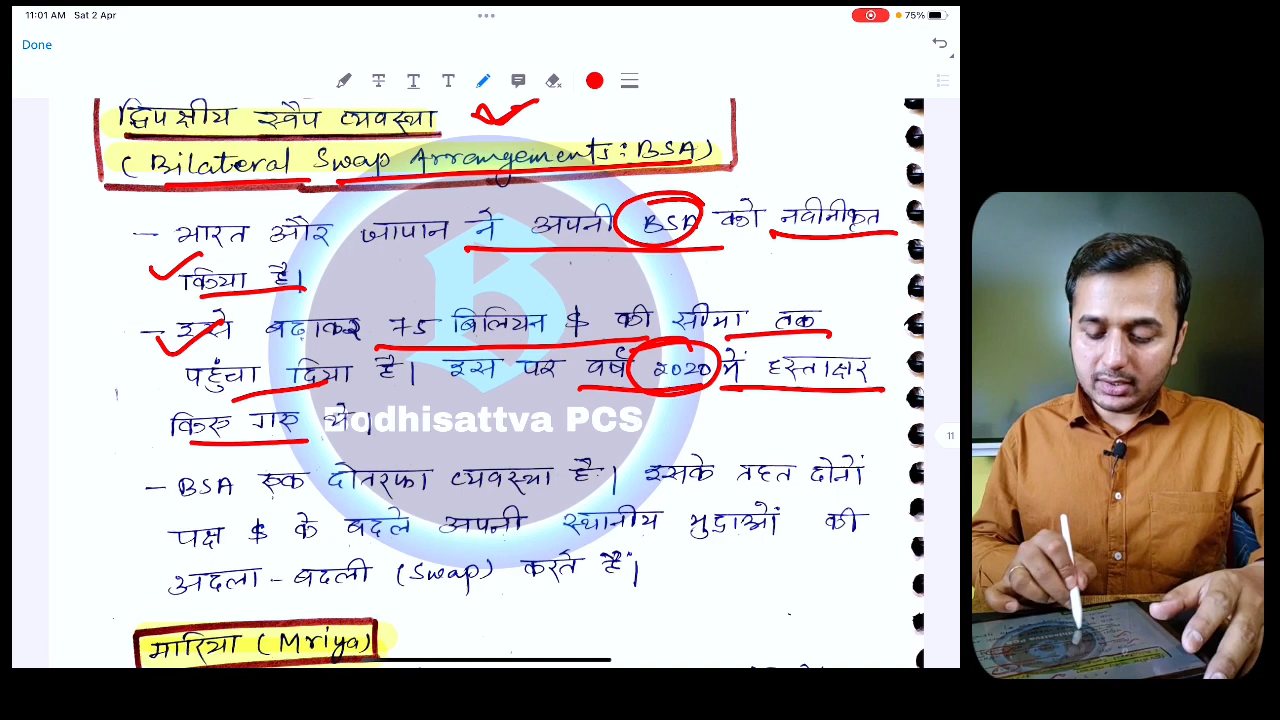 11:01 AM Sat 2 Apr
75%
Done
द्विपक्षीय स्वैप व्यवस्था
(Bilateral Swap Arrangements: BSA)
- भारत और जापान ने अपनी BSA को नवीनीकृत
किया है।
- इसे बढ़ाकर 75 बिलियन $ की सीमा तक
पहुंचा दिया है। इस पर वर्ष 2020 में हस्ताक्षर
किए गए थे।
Bodhisattva PCS
- BSA एक दोतरफा व्यवस्था है। इसके तहत दोनों
पक्ष $ के बदले अपनी स्थानीय मुद्राओं की
अदला-बदली (Swap) करते हैं।
मारिया (Mriya)
11